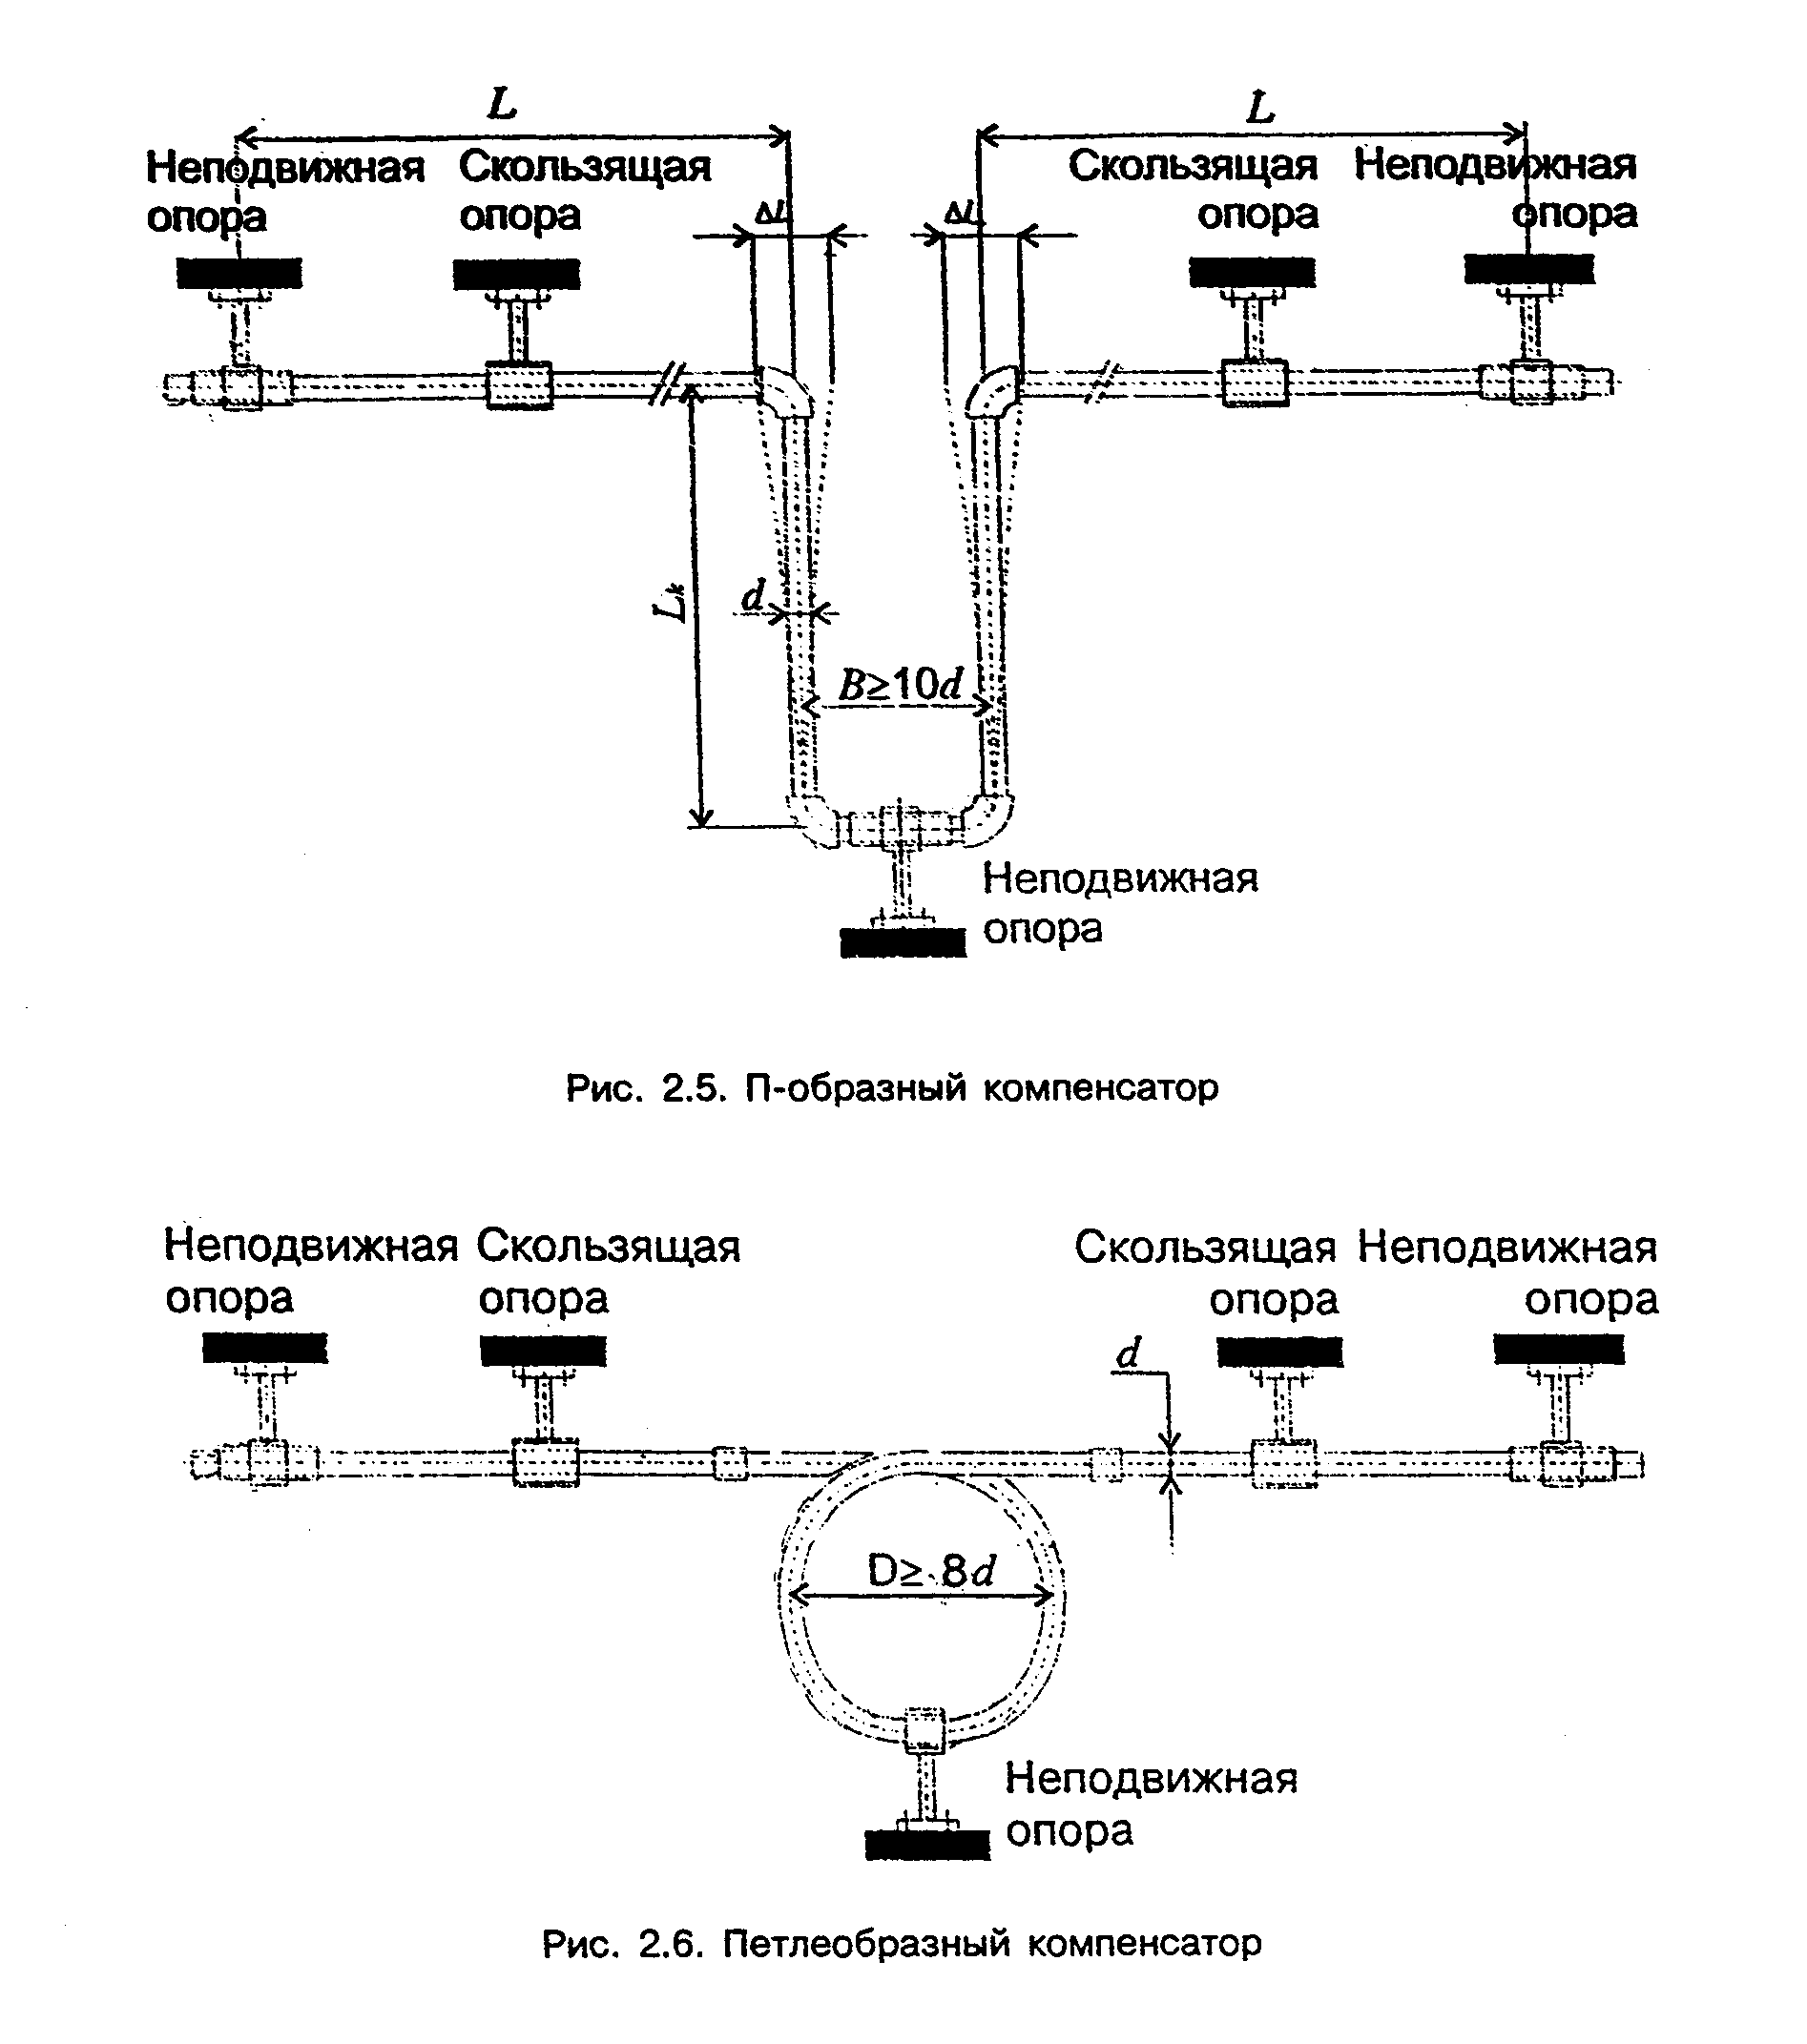 L
L
Неподвижная
опора
Скользящая
опора
Скользящая
опора
Неподвижная
опора
ΔL
ΔL
Lk
d
B≥10d
Неподвижная
опора
Рис. 2.5. П-образный компенсатор
Неподвижная
опора
Скользящая
опора
Скользящая
опора
Неподвижная
опора
d
D≥ 8d
Неподвижная
опора
Рис. 2.6. Петлеобразный компенсатор